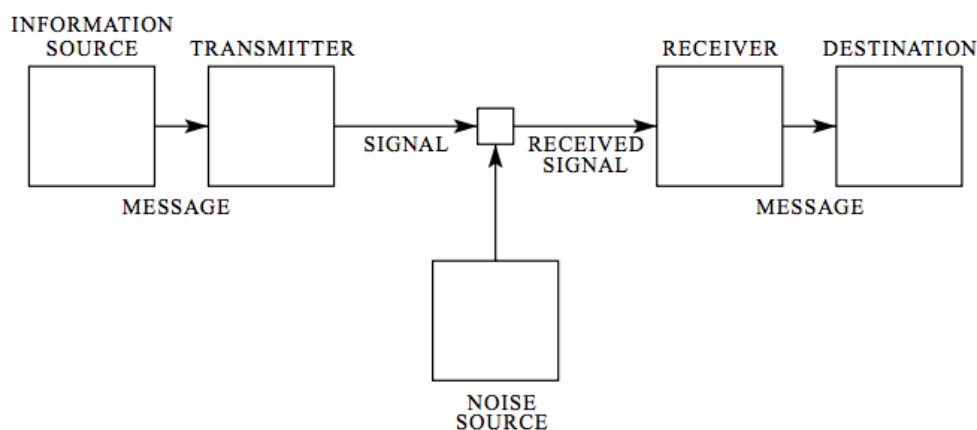 INFORMATION
SOURCE
TRANSMITTER
RECEIVER
DESTINATION
SIGNAL
RECEIVED
SIGNAL
MESSAGE
MESSAGE
NOISE
SOURCE